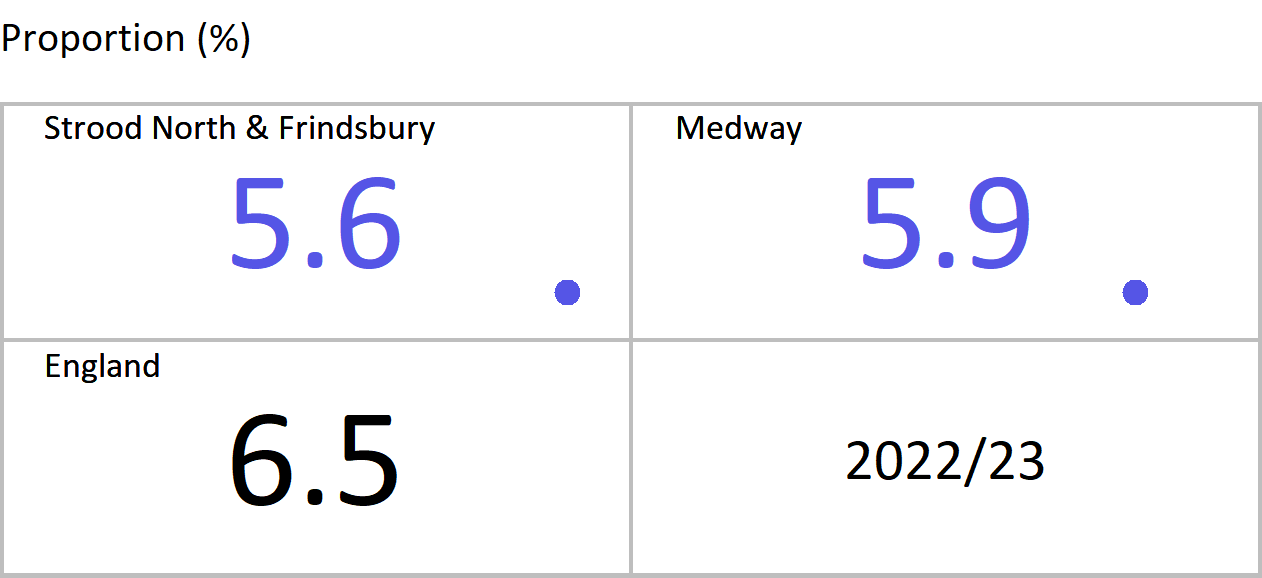 Proportion (%)
Strood North & Frindsbury
5.6
Medway
5.9
England
6.5
2022/23